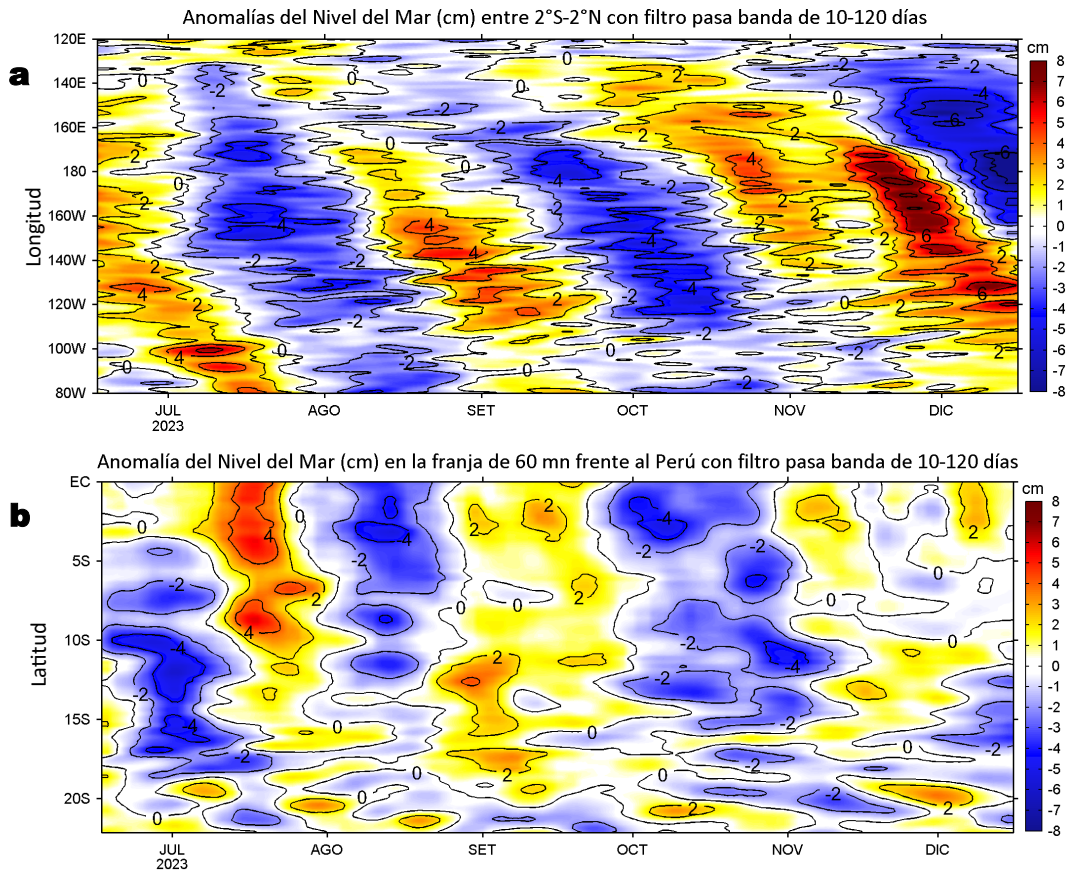 Anomalías del Nivel del Mar (cm) entre 2°S-2°N con filtro pasa banda de 10-120 días
a
Longitud
120E
140E
160E
180
160W
140W
120W
100W
80W
JUL
2023
AGO
SET
OCT
NOV
DIC
cm
8
7
6
5
4
3
2
1
0
-1
-2
-3
-4
-5
-6
-7
-8
Anomalía del Nivel del Mar (cm) en la franja de 60 mn frente al Perú con filtro pasa banda de 10-120 días
b
Latitud
EC
5S
10S
15S
20S
JUL
2023
AGO
SET
OCT
NOV
DIC
cm
8
7
6
5
4
3
2
1
0
-1
-2
-3
-4
-5
-6
-7
-8